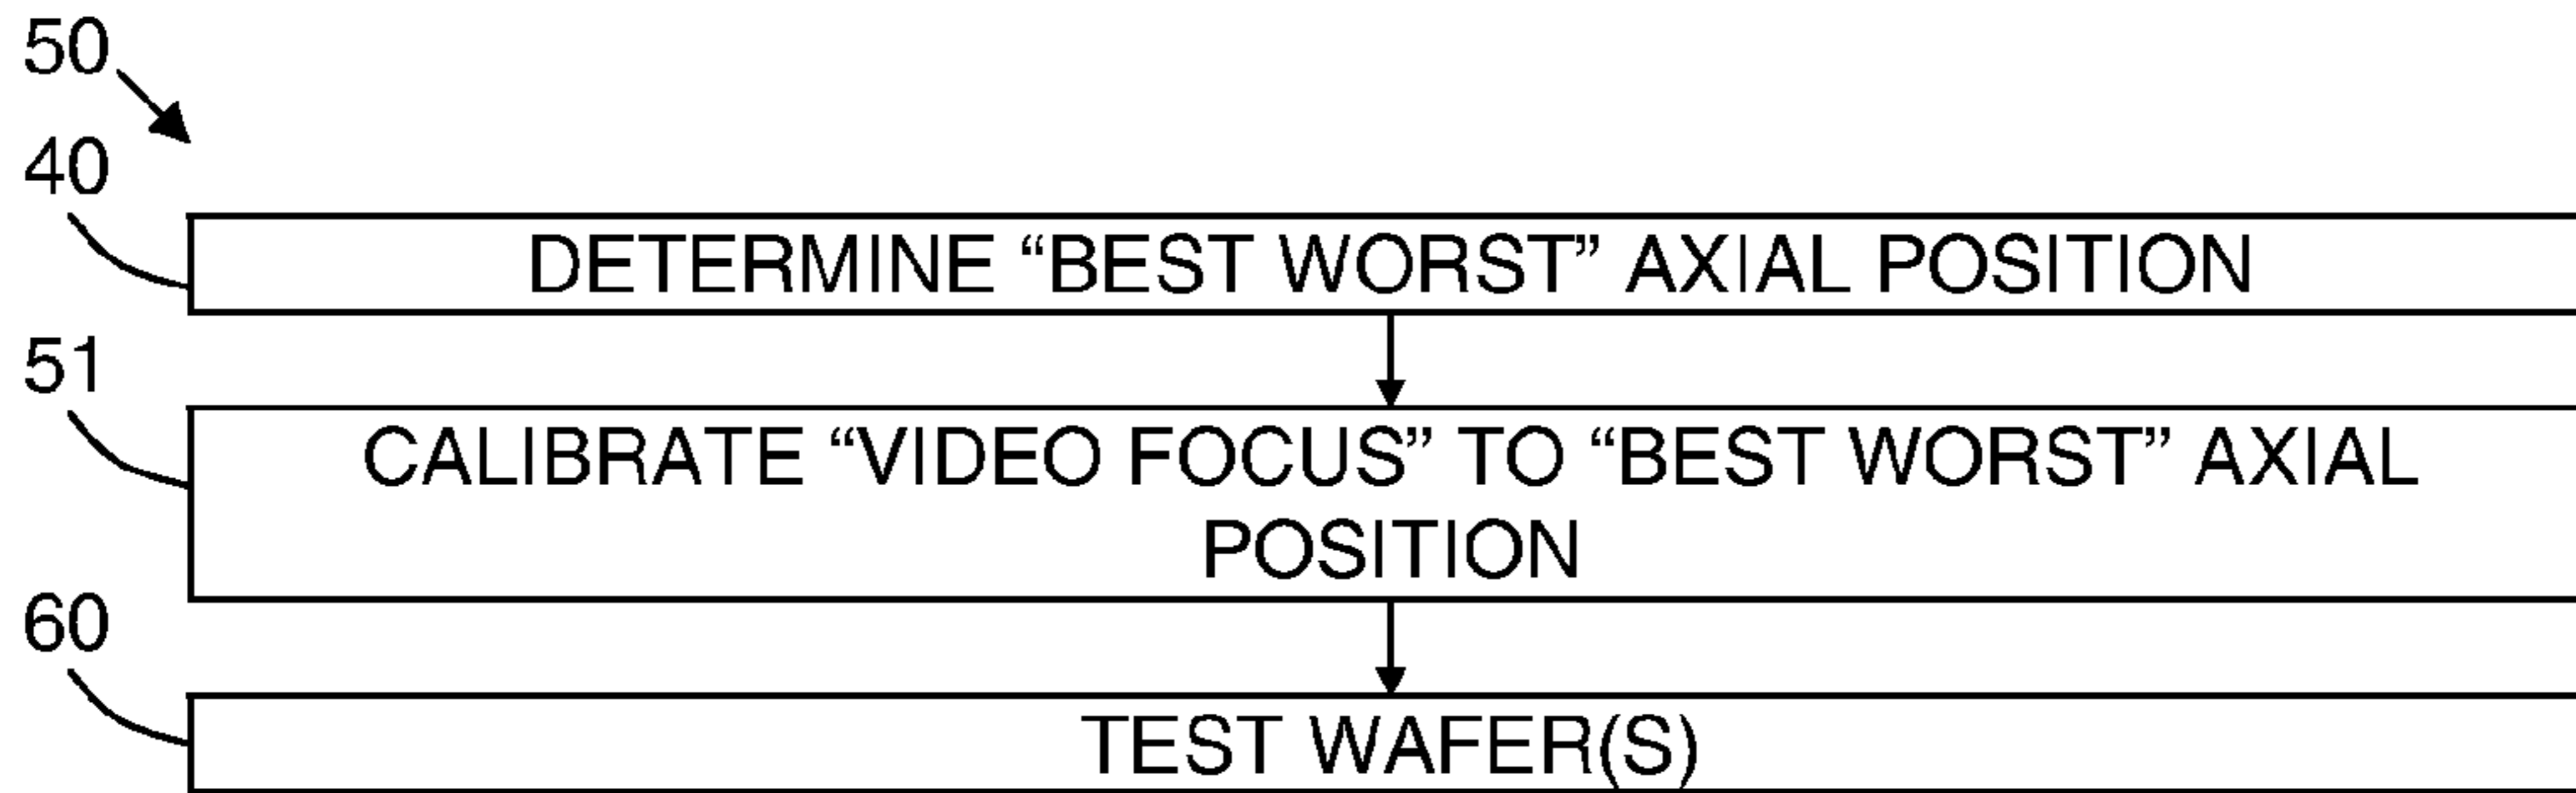 50
40
DETERMINE “BEST WORST” AXIAL POSITION
51
CALIBRATE “VIDEO FOCUS” TO “BEST WORST” AXIAL
POSITION
60
TEST WAFER(S)